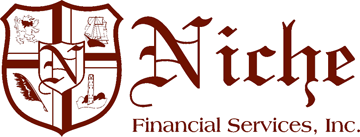 N
Niche
Financial Services, Inc.